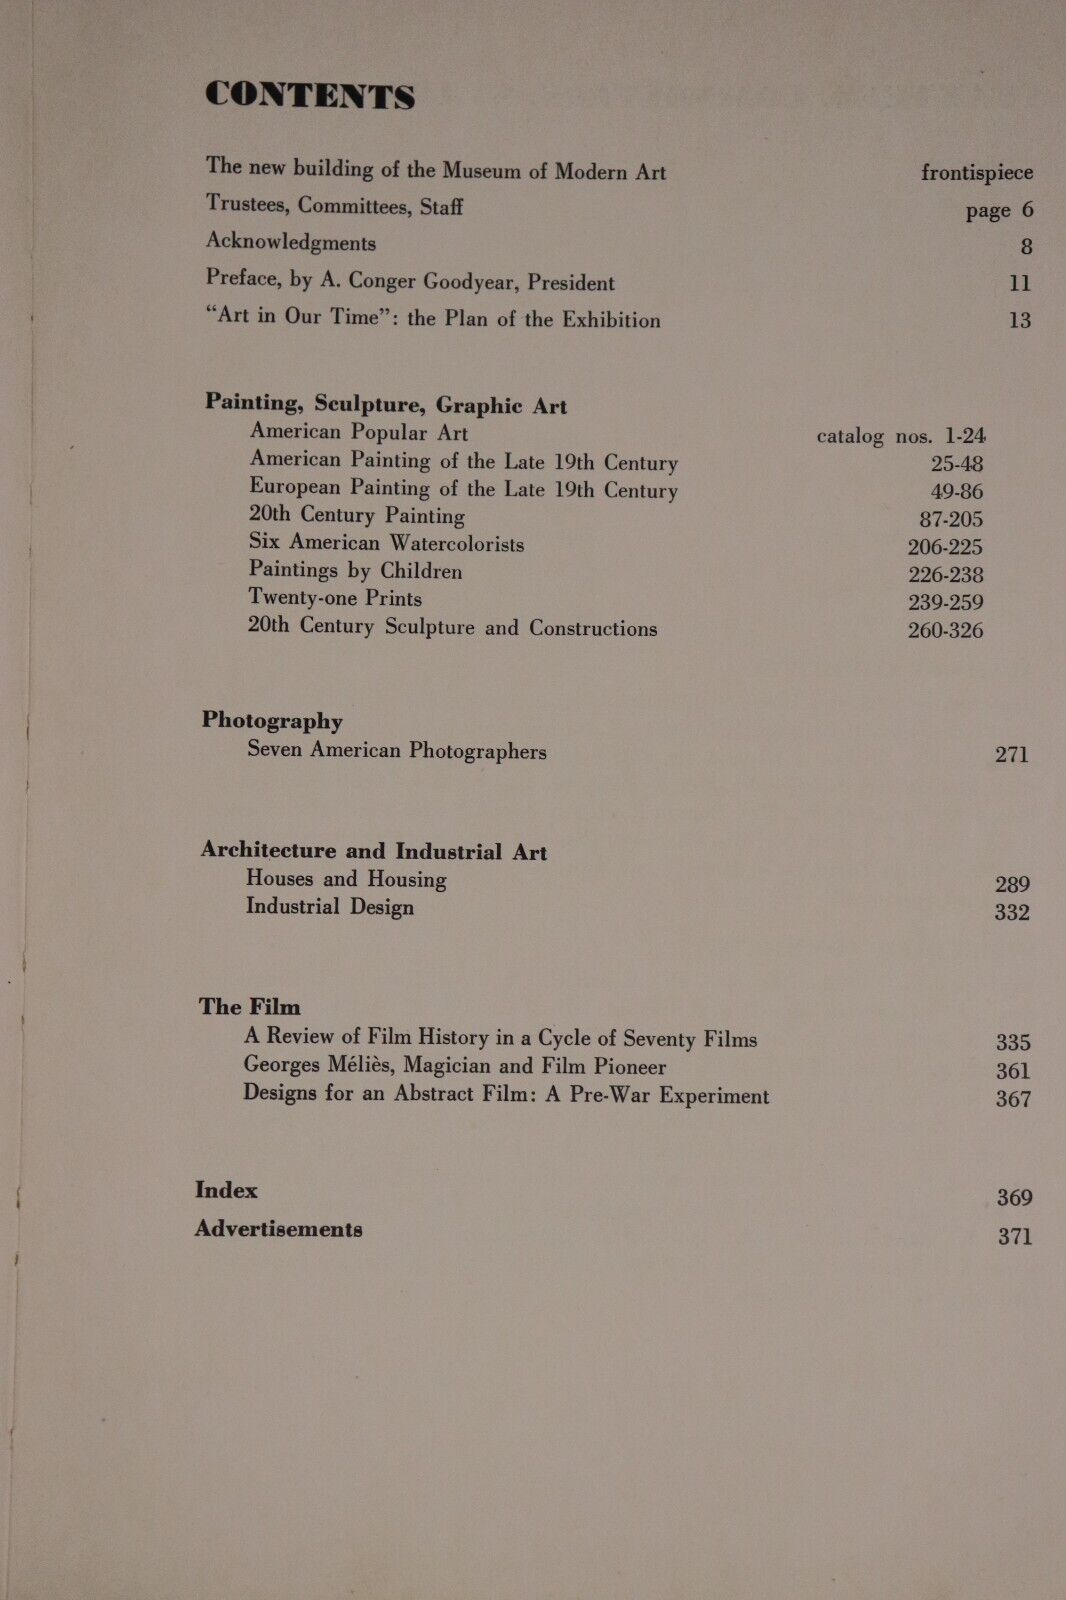 CONTENTS
The new building of the Museum of Modern Art frontispiece
Trustees, Committees, Staff page 6
Acknowledgments 8
Preface, by A. Conger Goodyear, President 11
“Art in Our Time”: the Plan of the Exhibition 13
Painting, Sculpture, Graphic Art
American Popular Art catalog nos. 1-24
American Painting of the Late 19th Century 25-48
European Painting of the Late 19th Century 49-86
20th Century Painting 87-205
Six American Watercolorists 206-225
Paintings by Children 226-238
Twenty-one Prints 239-259
20th Century Sculpture and Constructions 260-326
Photography
Seven American Photographers 271
Architecture and Industrial Art
Houses and Housing 289
Industrial Design 332
The Film
A Review of Film History in a Cycle of Seventy Films 335
Georges Méliès, Magician and Film Pioneer 361
Designs for an Abstract Film: A Pre-War Experiment 367
Index 369
Advertisements 371